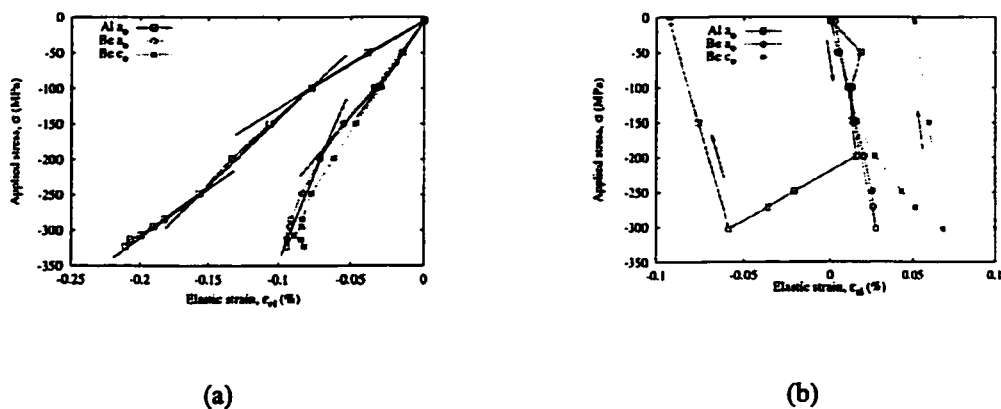 Al a₀
Be a₀
Be c₀
0
-50
-100
-150
-200
-250
-300
-350
Applied stress, σ (MPa)
-0.25
-0.2
-0.15
-0.1
-0.05
0
Elastic strain, ε_el (%)
(a)
Al a₀
Be a₀
Be c₀
0
-50
-100
-150
-200
-250
-300
-350
Applied stress, σ (MPa)
-0.1
-0.05
0
0.05
0.1
Elastic strain, ε_el (%)
(b)